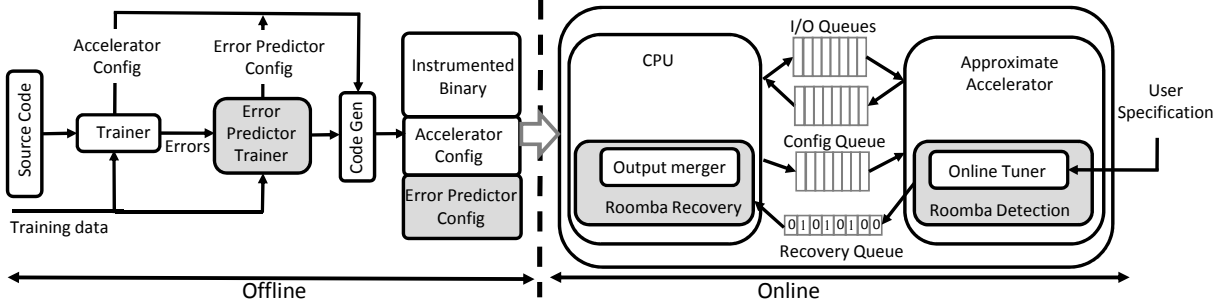 Source Code
Accelerator
Config
Error Predictor
Config
Trainer
Errors
Error
Predictor
Trainer
Code Gen
Training data
Instrumented
Binary
Accelerator
Config
Error Predictor
Config
Offline
CPU
I/O Queues
Approximate
Accelerator
User
Specification
Config Queue
Output merger
Roomba Recovery
Online Tuner
Roomba Detection
0 1 0 1 0 1 0 0
Recovery Queue
Online